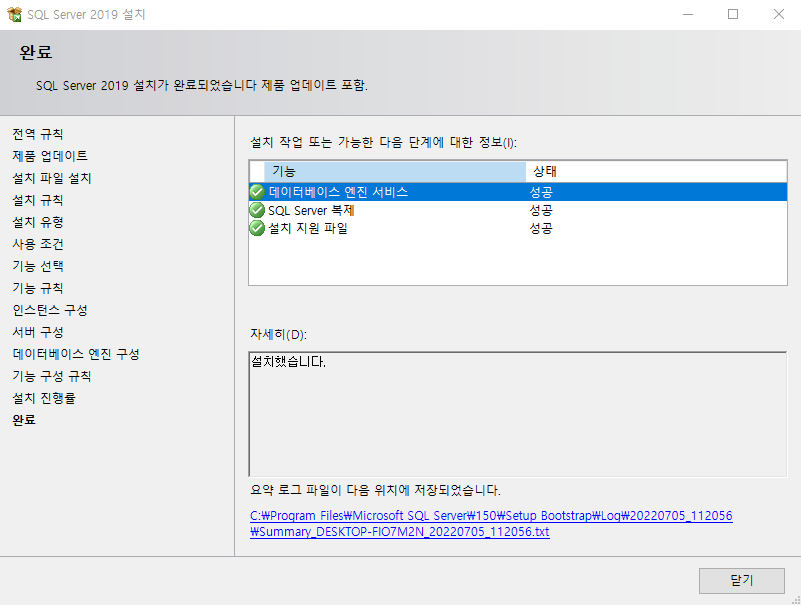 SQL Server 2019 설치
완료
SQL Server 2019 설치가 완료되었습니다 제품 업데이트 포함.
전역 규칙
제품 업데이트
설치 파일 설치
설치 규칙
설치 유형
사용 조건
기능 선택
기능 규칙
인스턴스 구성
서버 구성
데이터베이스 엔진 구성
기능 구성 규칙
설치 진행률
완료
설치 작업 또는 가능한 다음 단계에 대한 정보(I):
기능 상태
데이터베이스 엔진 서비스 성공
SQL Server 복제 성공
설치 지원 파일 성공
자세히(D):
설치했습니다.
요약 로그 파일이 다음 위치에 저장되었습니다.
C:₩Program Files₩Microsoft SQL Server₩150₩Setup Bootstrap₩Log₩20220705_112056
₩Summary_DESKTOP-FIO7M2N_20220705_112056.txt
닫기